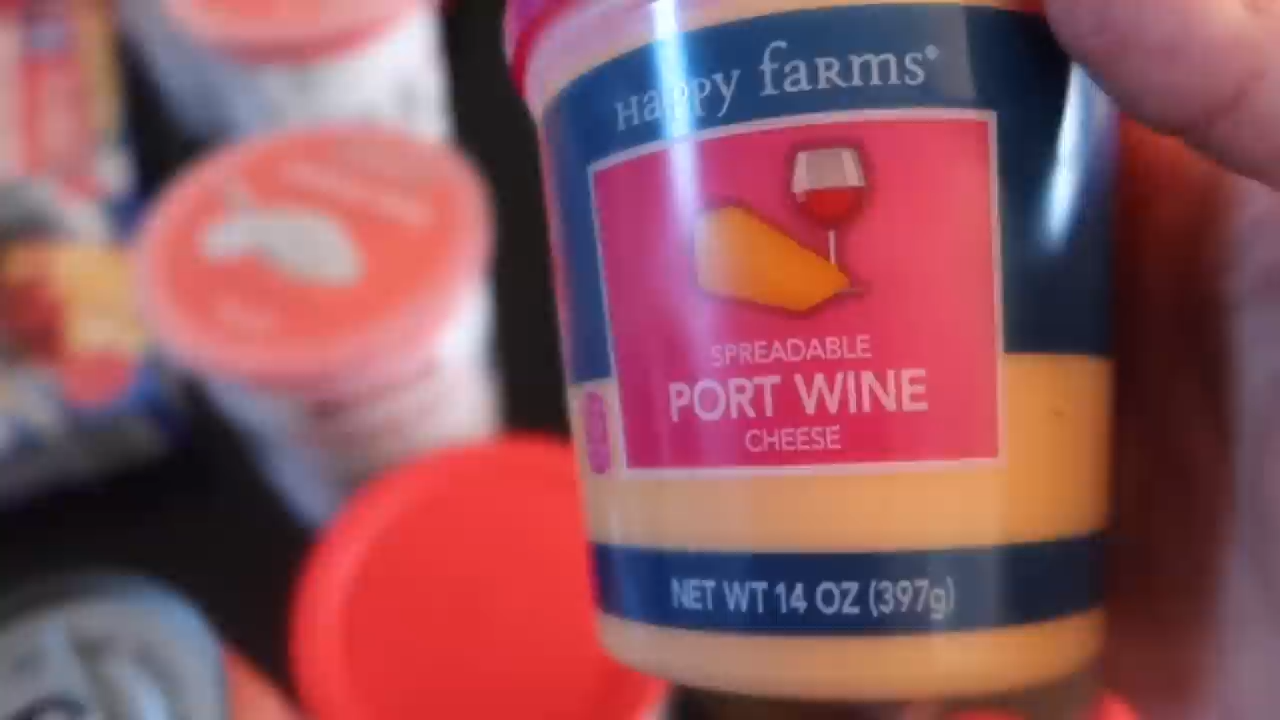 Happy farms
SPREADABLE
PORT WINE
CHEESE
NET WT 14 OZ (397g)